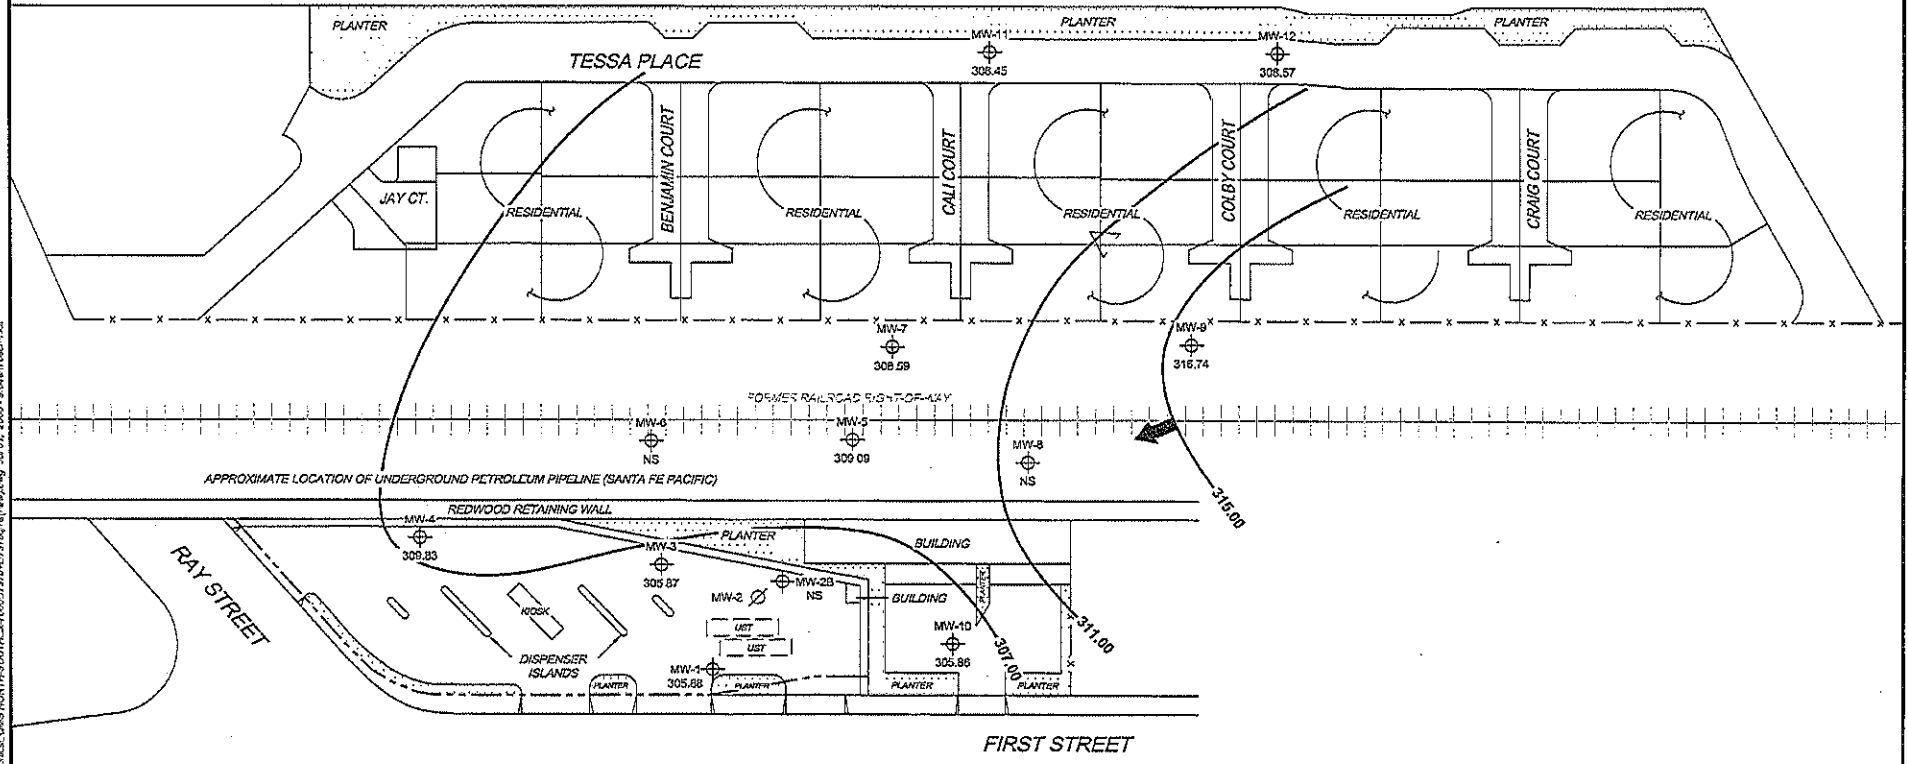 PLANTER
PLANTER
PLANTER
TESSA PLACE
MW-11
308.45
MW-12
308.57
BENJAMIN COURT
CALI COURT
COLBY COURT
CRAIG COURT
JAY CT.
RESIDENTIAL
RESIDENTIAL
RESIDENTIAL
RESIDENTIAL
RESIDENTIAL
MW-7
308.59
MW-9
316.74
FORMER RAILROAD RIGHT-OF-WAY
MW-6
NS
MW-5
309.09
MW-8
NS
APPROXIMATE LOCATION OF UNDERGROUND PETROLEUM PIPELINE (SANTA FE PACIFIC)
REDWOOD RETAINING WALL
315.00
MW-4
309.83
PLANTER
BUILDING
MW-3
305.87
MW-2B
NS
MW-2
BUILDING
PLANTER
KIOSK
UST
UST
RAY STREET
DISPENSER
ISLANDS
MW-10
305.86
307.00
311.00
MW-1
305.88
PLANTER
PLANTER
PLANTER
PLANTER
FIRST STREET